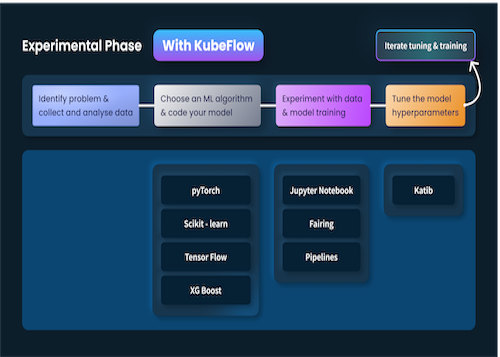 Experimental Phase
With KubeFlow
Iterate tuning & training
Identify problem &
collect and analyse data
Choose an ML algorithm
& code your model
Experiment with data
& model training
Tune the model
hyperparameters
pyTorch
Scikit - learn
Tensor Flow
XG Boost
Jupyter Notebook
Fairing
Pipelines
Katib